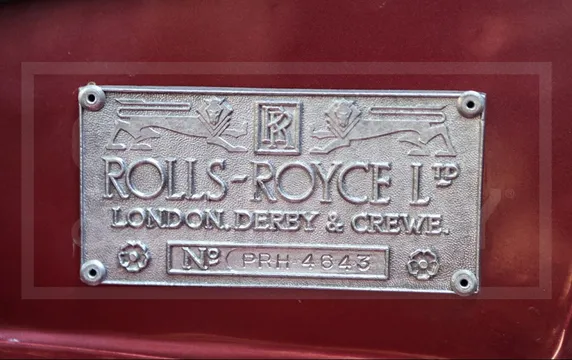 RR
ROLLS-ROYCE LTD
LONDON, DERBY & CREWE.
No PRH 4643